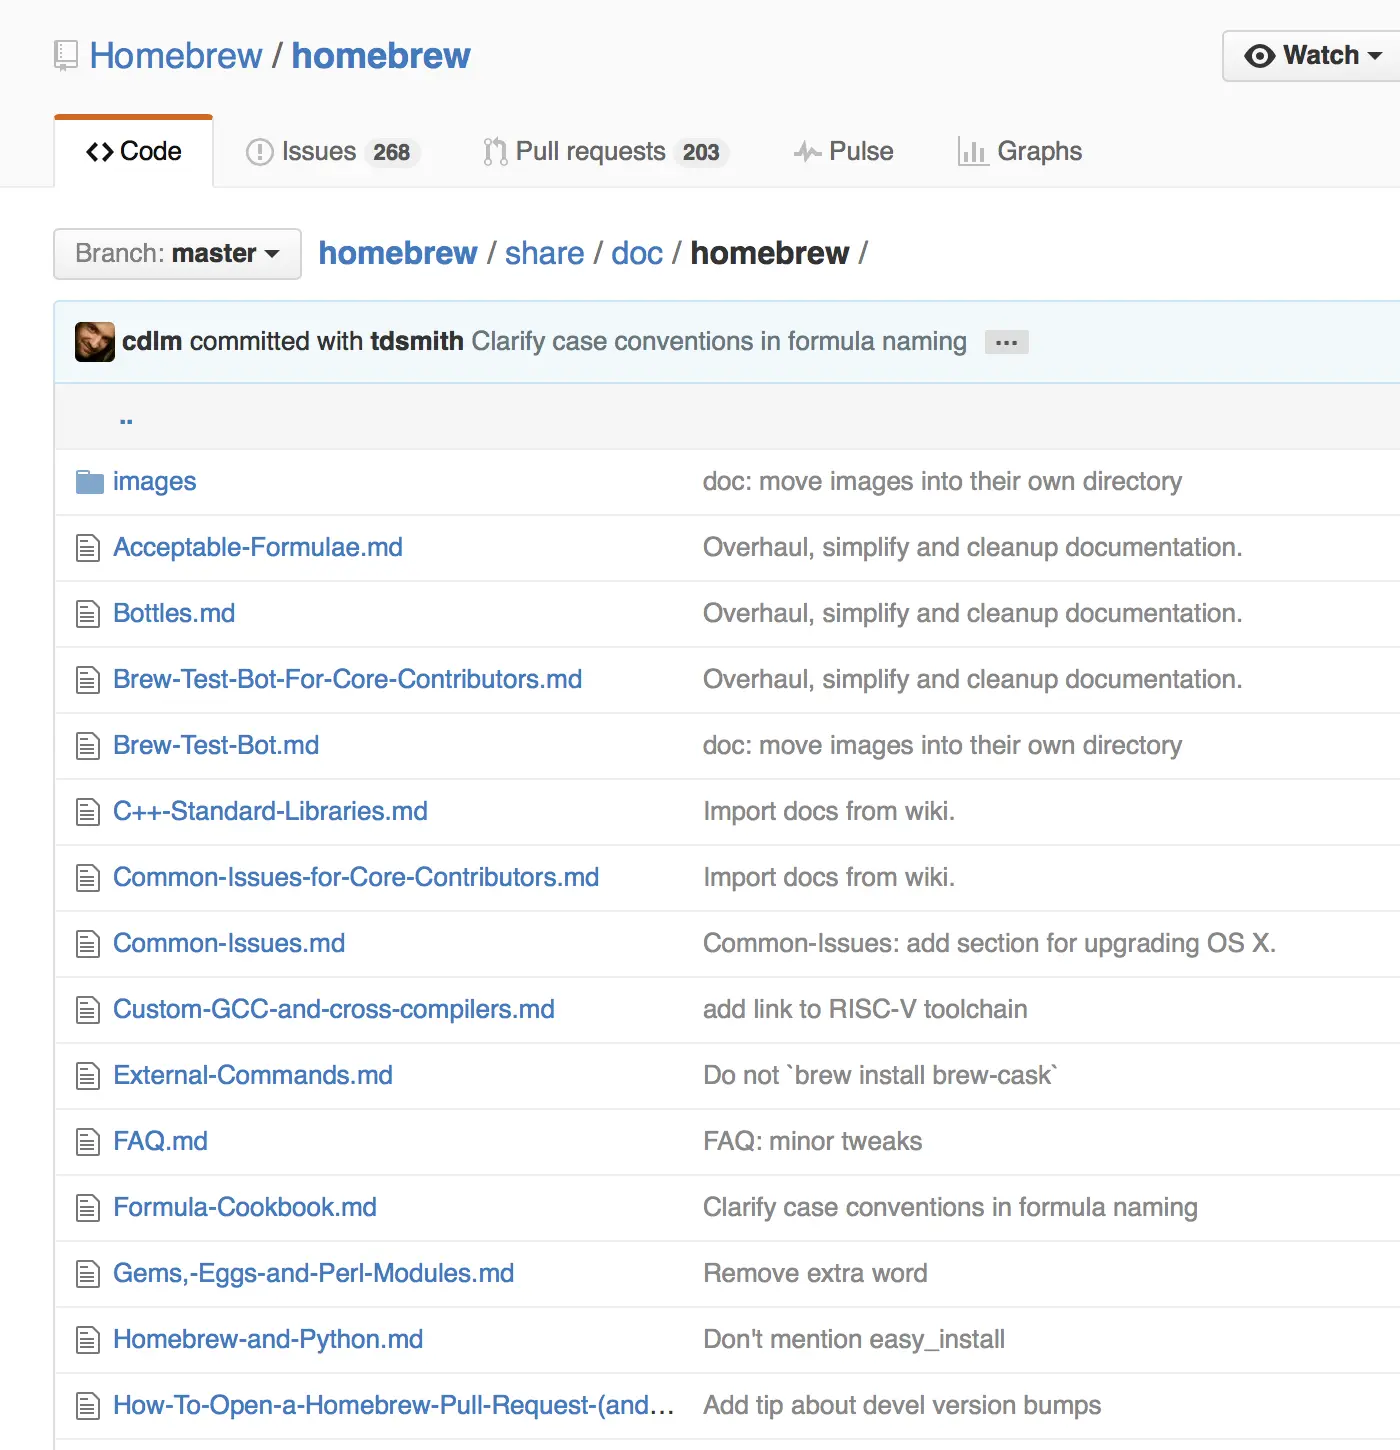 Homebrew / homebrew
Watch
Code
Issues 268
Pull requests 203
Pulse
Graphs
Branch: master
homebrew / share / doc / homebrew /
cdlm committed with tdsmith Clarify case conventions in formula naming …
..
images doc: move images into their own directory
Acceptable-Formulae.md Overhaul, simplify and cleanup documentation.
Bottles.md Overhaul, simplify and cleanup documentation.
Brew-Test-Bot-For-Core-Contributors.md Overhaul, simplify and cleanup documentation.
Brew-Test-Bot.md doc: move images into their own directory
C++-Standard-Libraries.md Import docs from wiki.
Common-Issues-for-Core-Contributors.md Import docs from wiki.
Common-Issues.md Common-Issues: add section for upgrading OS X.
Custom-GCC-and-cross-compilers.md add link to RISC-V toolchain
External-Commands.md Do not `brew install brew-cask`
FAQ.md FAQ: minor tweaks
Formula-Cookbook.md Clarify case conventions in formula naming
Gems,-Eggs-and-Perl-Modules.md Remove extra word
Homebrew-and-Python.md Don't mention easy_install
How-To-Open-a-Homebrew-Pull-Request-(and… Add tip about devel version bumps